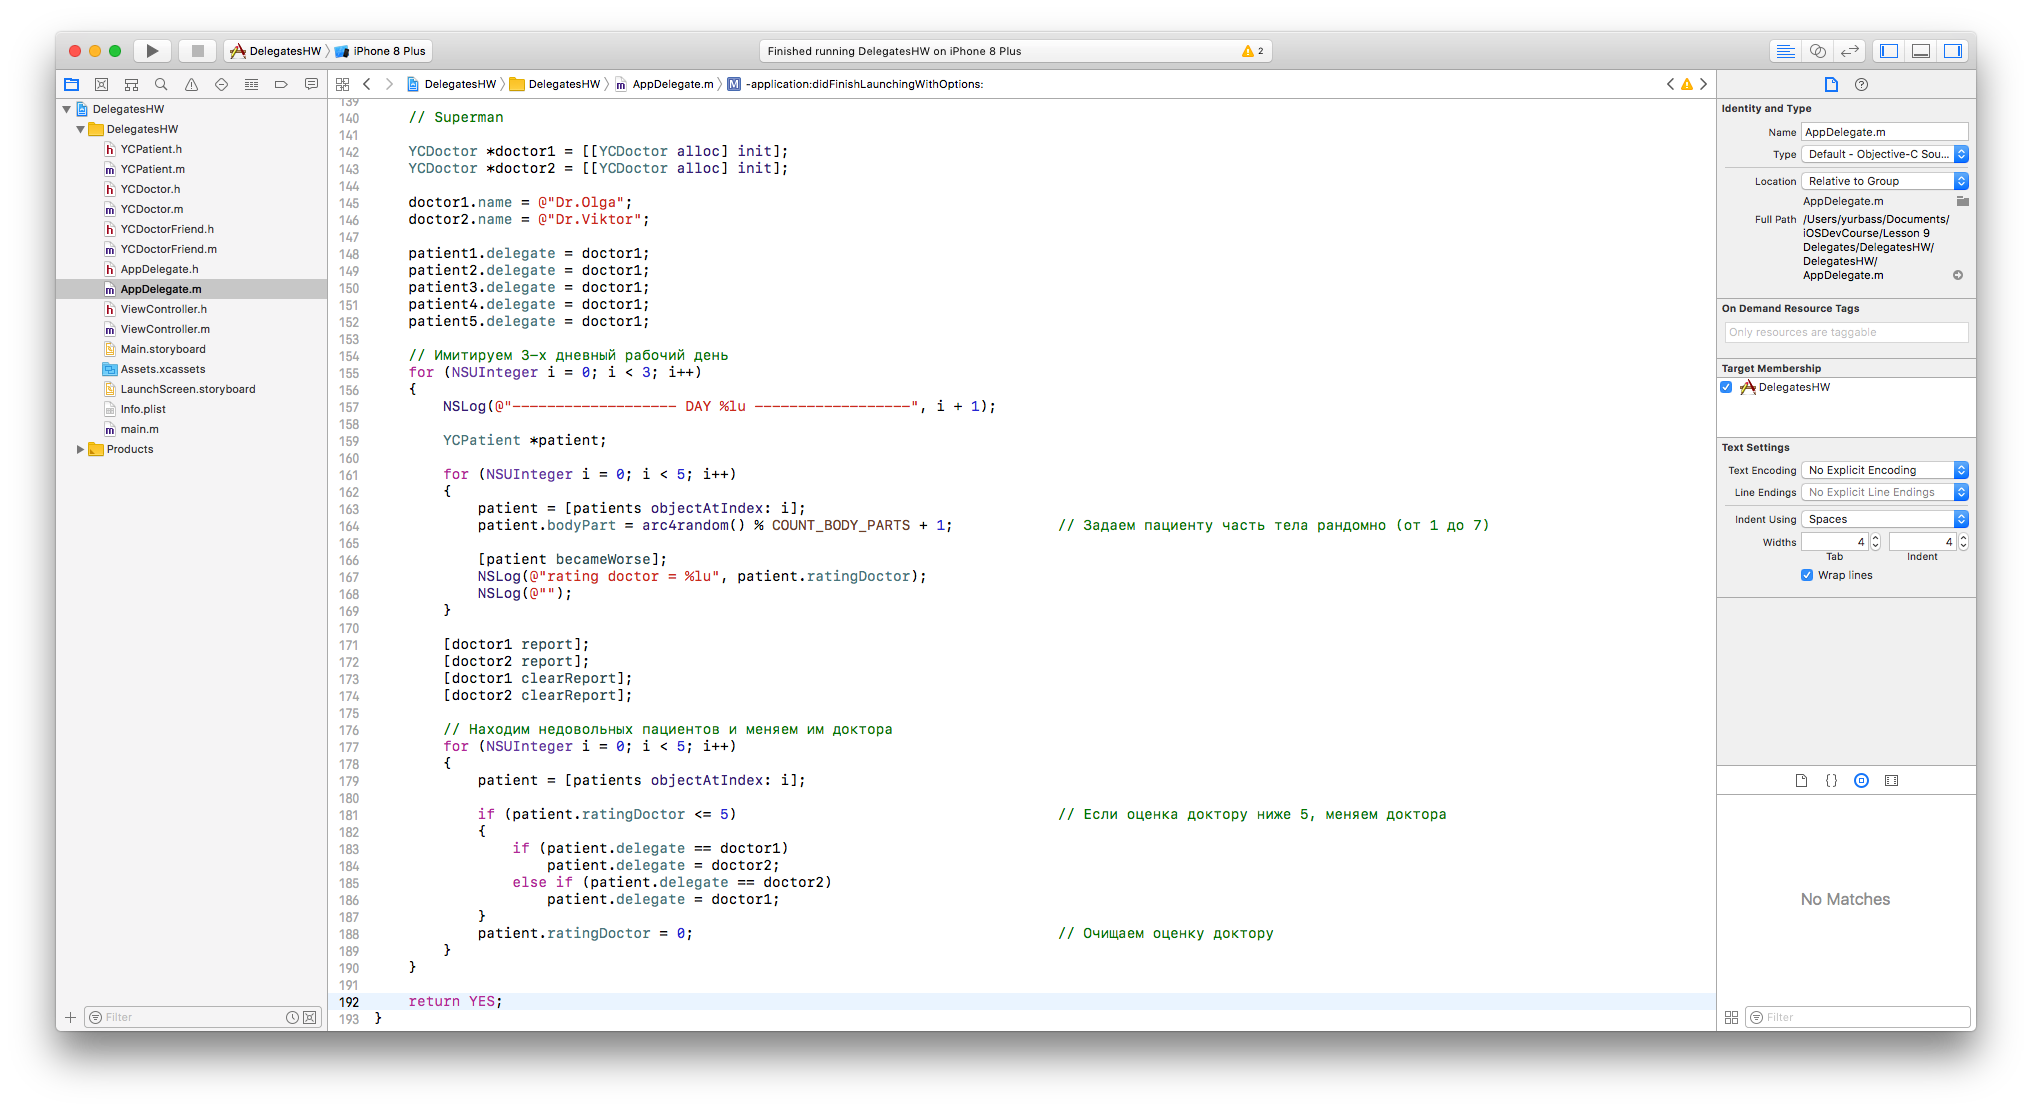 DelegatesHW 〉 iPhone 8 Plus
Finished running DelegatesHW on iPhone 8 Plus
2
DelegatesHW
DelegatesHW
YCPatient.h
YCPatient.m
YCDoctor.h
YCDoctor.m
YCDoctorFriend.h
YCDoctorFriend.m
AppDelegate.h
AppDelegate.m
ViewController.h
ViewController.m
Main.storyboard
Assets.xcassets
LaunchScreen.storyboard
Info.plist
main.m
Products
Filter
DelegatesHW 〉 DelegatesHW 〉 AppDelegate.m 〉 M -application:didFinishLaunchingWithOptions:
139
140 // Superman
141
142 YCDoctor *doctor1 = [[YCDoctor alloc] init];
143 YCDoctor *doctor2 = [[YCDoctor alloc] init];
144
145 doctor1.name = @"Dr.Olga";
146 doctor2.name = @"Dr.Viktor";
147
148 patient1.delegate = doctor1;
149 patient2.delegate = doctor1;
150 patient3.delegate = doctor1;
151 patient4.delegate = doctor1;
152 patient5.delegate = doctor1;
153
154 // Имитируем 3-х дневный рабочий день
155 for (NSUInteger i = 0; i < 3; i++)
156 {
157 NSLog(@"------------------- DAY %lu ------------------", i + 1);
158
159 YCPatient *patient;
160
161 for (NSUInteger i = 0; i < 5; i++)
162 {
163 patient = [patients objectAtIndex: i];
164 patient.bodyPart = arc4random() % COUNT_BODY_PARTS + 1; // Задаем пациенту часть тела рандомно (от 1 до 7)
165
166 [patient becameWorse];
167 NSLog(@"rating doctor = %lu", patient.ratingDoctor);
168 NSLog(@"");
169 }
170
171 [doctor1 report];
172 [doctor2 report];
173 [doctor1 clearReport];
174 [doctor2 clearReport];
175
176 // Находим недовольных пациентов и меняем им доктора
177 for (NSUInteger i = 0; i < 5; i++)
178 {
179 patient = [patients objectAtIndex: i];
180
181 if (patient.ratingDoctor <= 5) // Если оценка доктору ниже 5, меняем доктора
182 {
183 if (patient.delegate == doctor1)
184 patient.delegate = doctor2;
185 else if (patient.delegate == doctor2)
186 patient.delegate = doctor1;
187 }
188 patient.ratingDoctor = 0; // Очищаем оценку доктору
189 }
190 }
191
192 return YES;
193 }
Identity and Type
Name AppDelegate.m
Type Default - Objective-C Sou...
Location Relative to Group
AppDelegate.m
Full Path /Users/yurbass/Documents/
iOSDevCourse/Lesson 9
Delegates/DelegatesHW/
DelegatesHW/
AppDelegate.m
On Demand Resource Tags
Only resources are taggable
Target Membership
DelegatesHW
Text Settings
Text Encoding No Explicit Encoding
Line Endings No Explicit Line Endings
Indent Using Spaces
Widths 4 4
Tab Indent
Wrap lines
No Matches
Filter